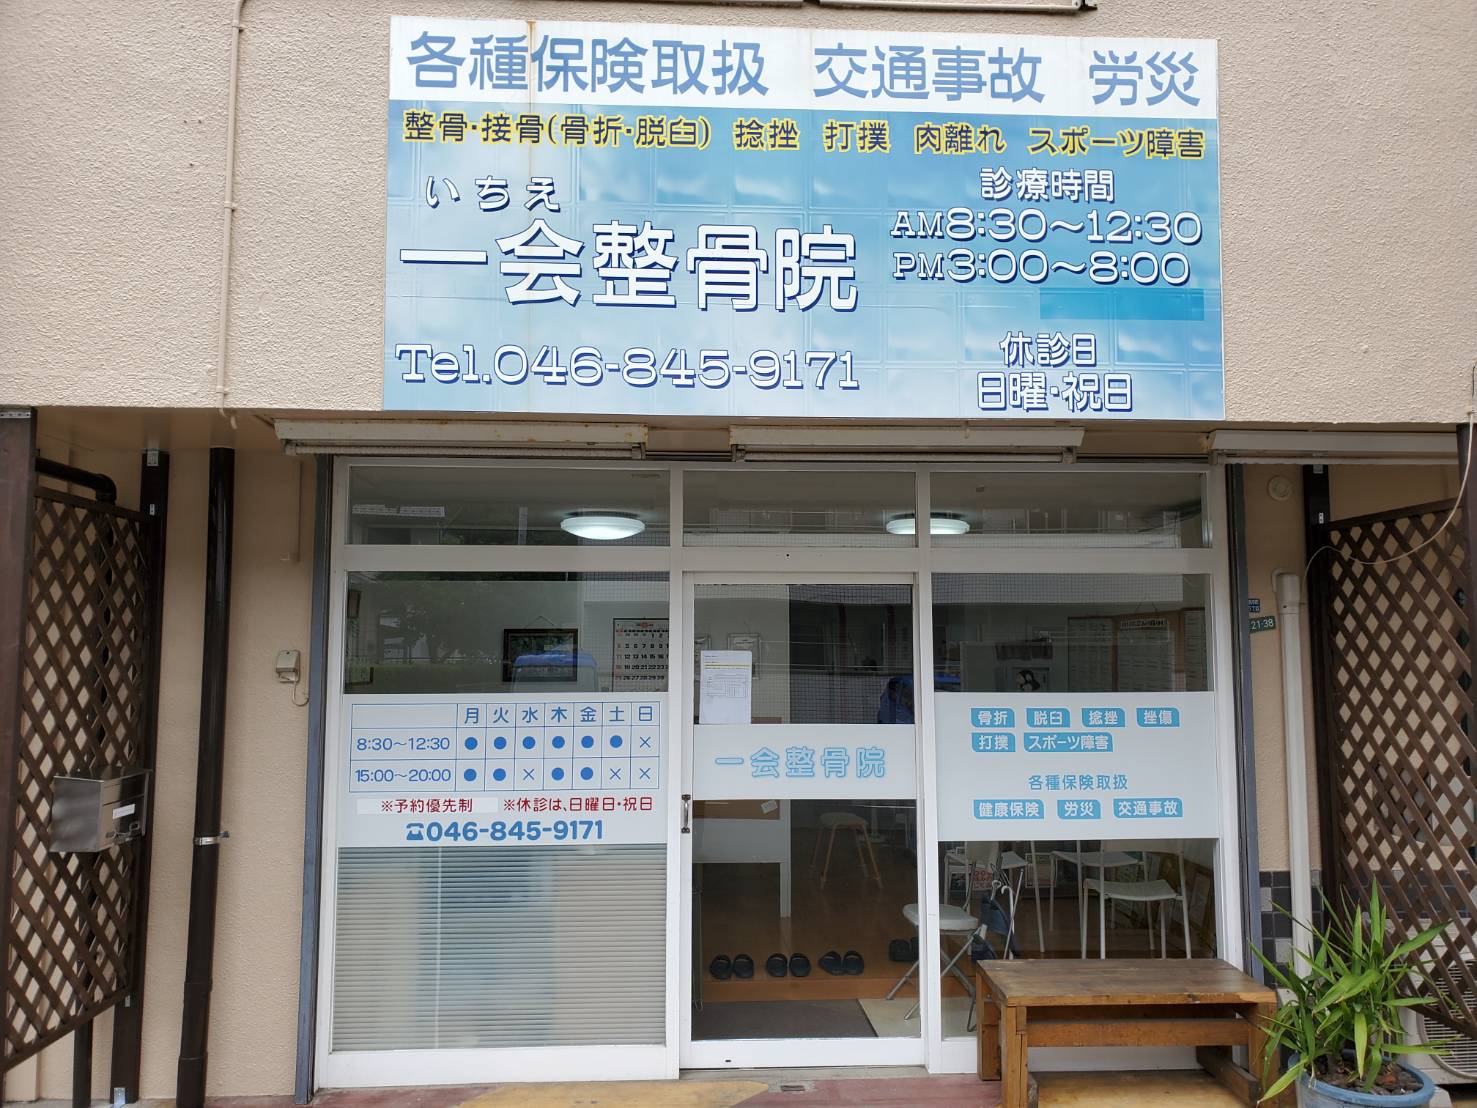 各種保険取扱 交通事故 労災
整骨・接骨(骨折・脱臼) 捻挫 打撲 肉離れ スポーツ障害
いちえ
一会整骨院
Tel.046-845-9171
診療時間
AM8:30～12:30
PM3:00～8:00
休診日
日曜・祝日
月 火 水 木 金 土 日
8:30～12:30 ● ● ● ● ● ● ×
15:00～20:00 ● ● × ● ● × ×
※予約優先制 ※休診は、日曜日・祝日
☎046-845-9171
一会整骨院
骨折 脱臼 捻挫 挫傷
打撲 スポーツ障害
各種保険取扱
健康保険 労災 交通事故
21-38